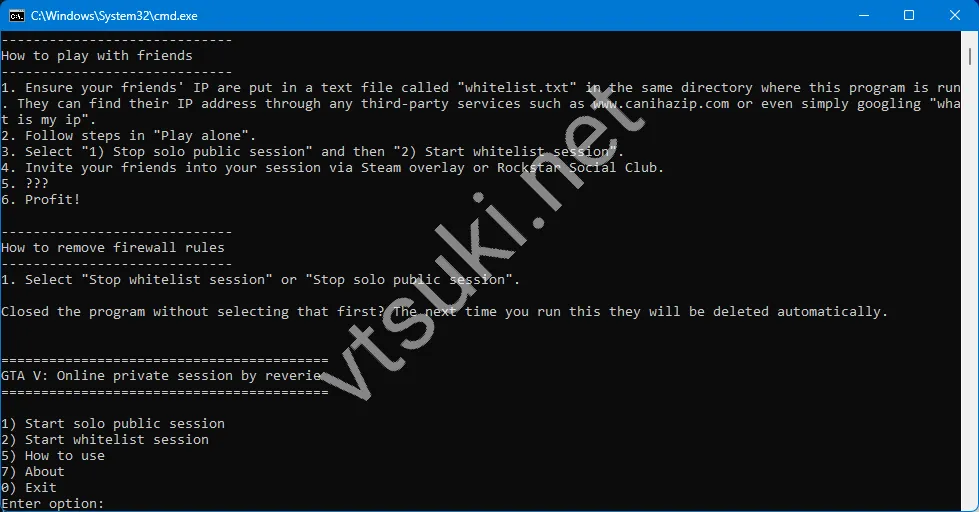 C:\Windows\System32\cmd.exe
-----------------------------
How to play with friends
-----------------------------
1. Ensure your friends' IP are put in a text file called "whitelist.txt" in the same directory where this program is run
. They can find their IP address through any third-party services such as www.canihazip.com or even simply googling "wha
t is my ip".
2. Follow steps in "Play alone".
3. Select "1) Stop solo public session" and then "2) Start whitelist session".
4. Invite your friends into your session via Steam overlay or Rockstar Social Club.
5. ???
6. Profit!
-----------------------------
How to remove firewall rules
-----------------------------
1. Select "Stop whitelist session" or "Stop solo public session".
Closed the program without selecting that first? The next time you run this they will be deleted automatically.
=========================================
GTA V: Online private session by reverie
=========================================
1) Start solo public session
2) Start whitelist session
5) How to use
7) About
0) Exit
Enter option:
vtsuki.net